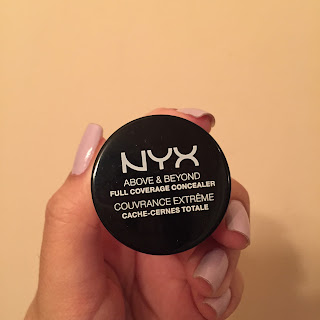 NYX
ABOVE & BEYOND
FULL COVERAGE CONCEALER
COUVRANCE EXTRÊME
CACHE-CERNES TOTALE